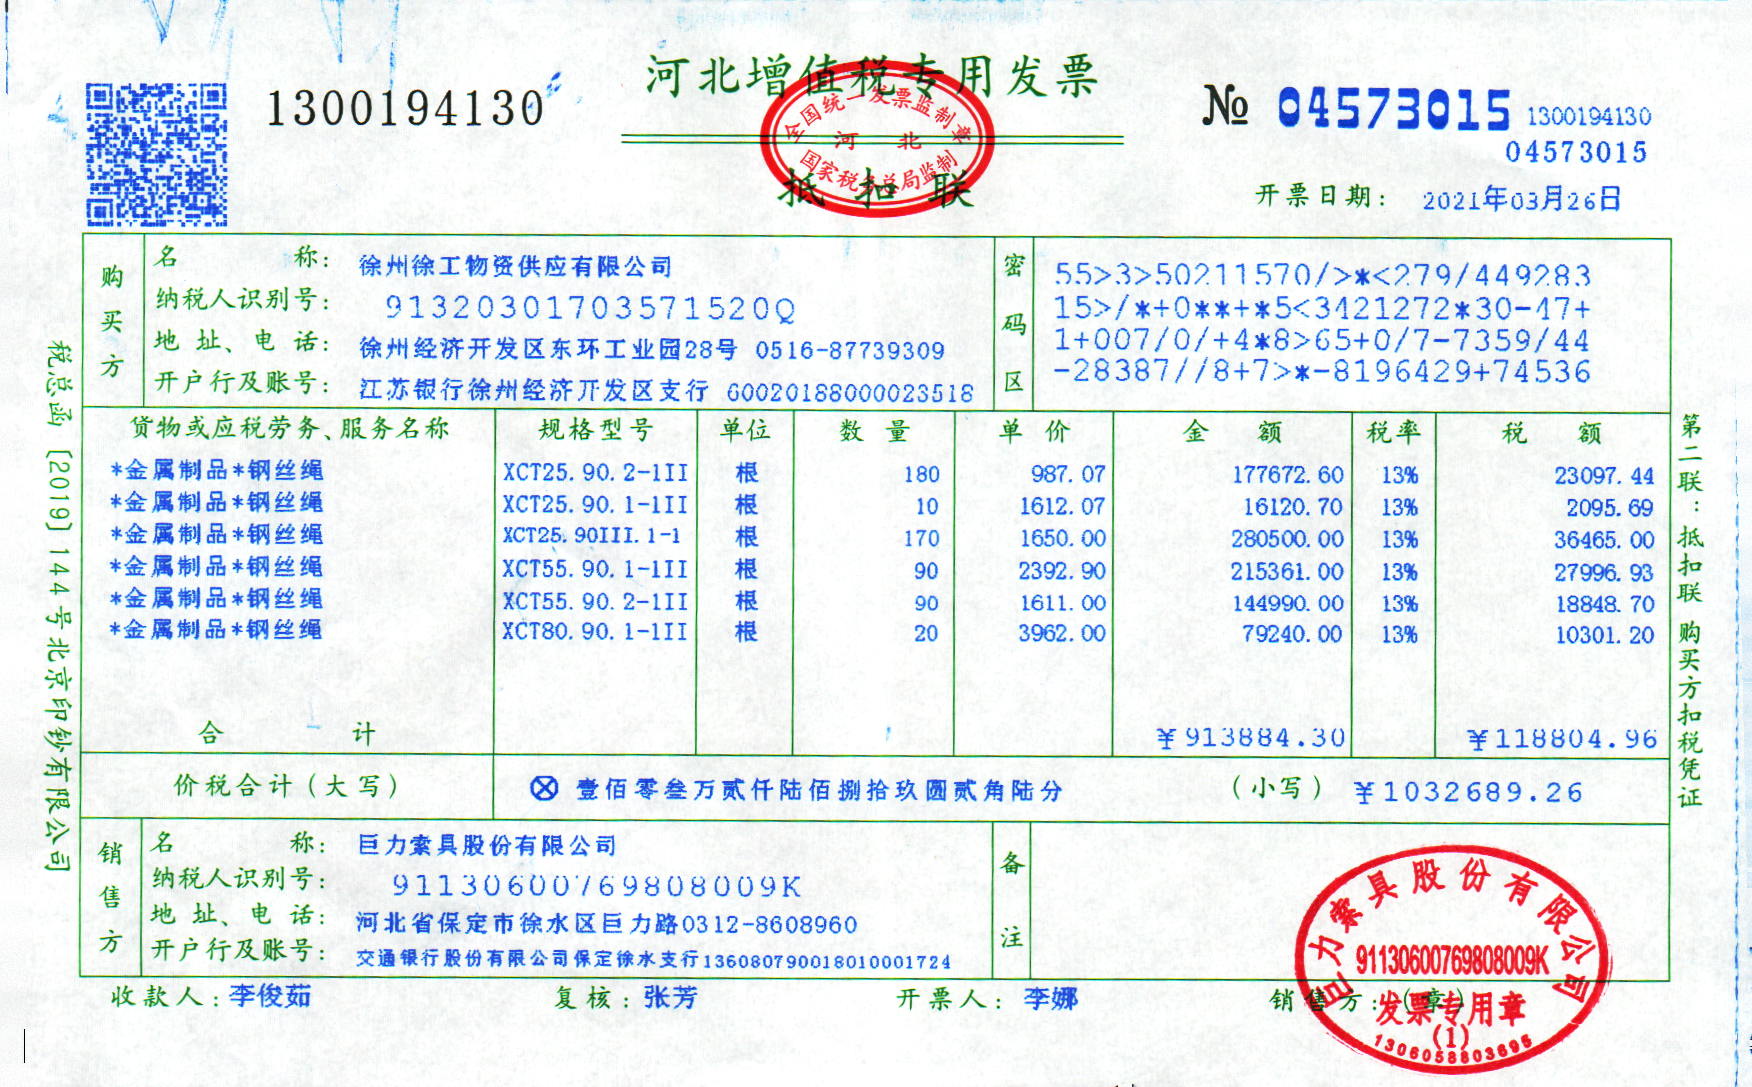 河北增值税专用发票
1300194130
№ 04573015 1300194130
04573015
全国统一发票监制章
河 北
国家税务总局监制
抵扣联
开票日期： 2021年03月26日
购买方
名 称： 徐州徐工物资供应有限公司
纳税人识别号： 91320301703571520Q
地 址、电 话： 徐州经济开发区东环工业园28号 0516-87739309
开户行及账号： 江苏银行徐州经济开发区支行 60020188000023518
密码区
55>3>50211570/>*<279/449283
15>/*+0**+*5<3421272*30-47+
1+007/0/+4*8>65+0/7-7359/44
-28387//8+7>*-8196429+74536
货物或应税劳务、服务名称 规格型号 单位 数 量 单 价 金 额 税率 税 额
*金属制品*钢丝绳 XCT25.90.2-1II 根 180 987.07 177672.60 13% 23097.44
*金属制品*钢丝绳 XCT25.90.1-1II 根 10 1612.07 16120.70 13% 2095.69
*金属制品*钢丝绳 XCT25.90III.1-1 根 170 1650.00 280500.00 13% 36465.00
*金属制品*钢丝绳 XCT55.90.1-1II 根 90 2392.90 215361.00 13% 27996.93
*金属制品*钢丝绳 XCT55.90.2-1II 根 90 1611.00 144990.00 13% 18848.70
*金属制品*钢丝绳 XCT80.90.1-1II 根 20 3962.00 79240.00 13% 10301.20
合 计 ￥913884.30 ￥118804.96
价税合计（大写） ⊗ 壹佰零叁万贰仟陆佰捌拾玖圆贰角陆分 （小写） ￥1032689.26
销售方
名 称： 巨力索具股份有限公司
纳税人识别号： 91130600769808009K
地 址、电 话： 河北省保定市徐水区巨力路0312-8608960
开户行及账号： 交通银行股份有限公司保定徐水支行136080790018010001724
备注
收款人：李俊茹 复核：张芳 开票人：李娜 销售方：（章）
巨力索具股份有限公司
91130600769808009K
发票专用章
(1)
1306058803695
税总函［2019］144号北京印钞有限公司
第二联：抵扣联 购买方扣税凭证